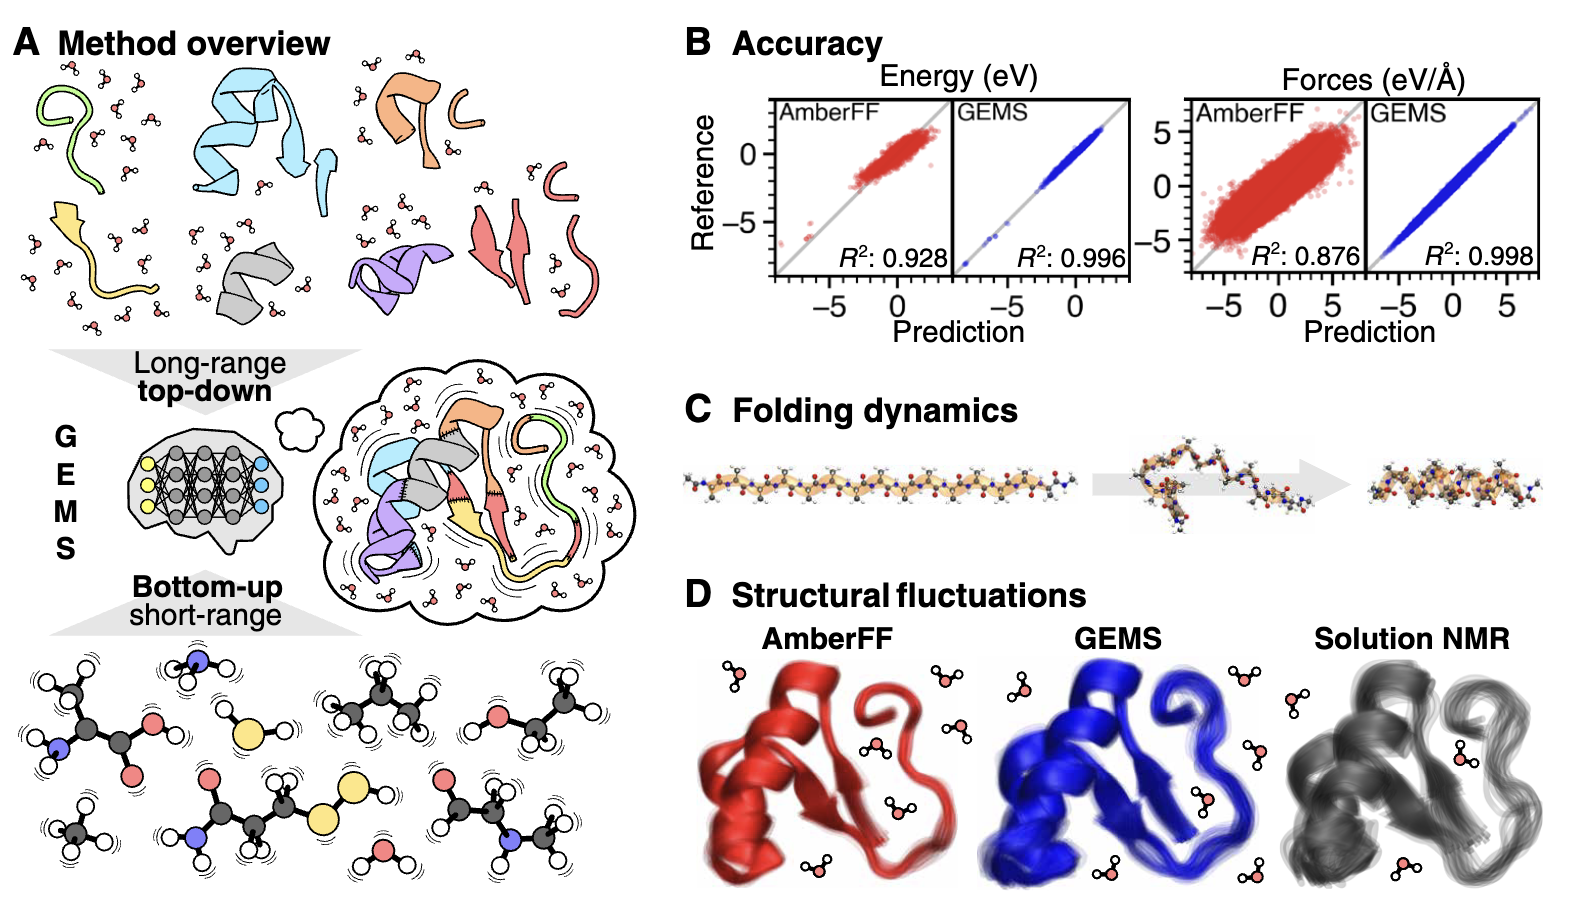 A Method overview
Long-range
top-down
G
E
M
S
Bottom-up
short-range
B Accuracy
Energy (eV)
Forces (eV/Å)
Reference
AmberFF
GEMS
0
−5
R²: 0.928
R²: 0.996
−5 0 −5 0
Prediction
AmberFF
GEMS
5
0
−5
R²: 0.876
R²: 0.998
−5 0 5 −5 0 5
Prediction
C Folding dynamics
D Structural fluctuations
AmberFF
GEMS
Solution NMR